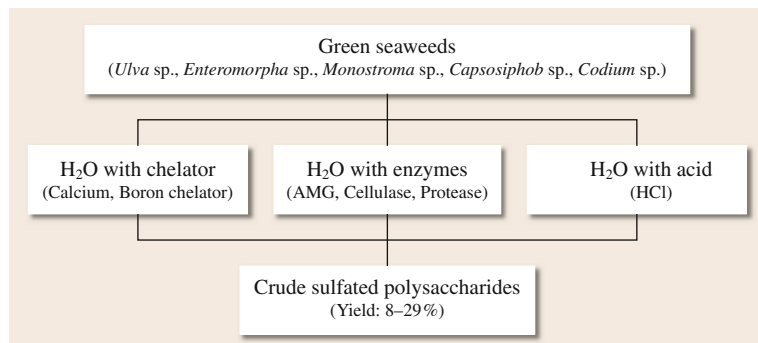 Green seaweeds
(Ulva sp., Enteromorpha sp., Monostroma sp., Capsosiphob sp., Codium sp.)
H₂O with chelator
(Calcium, Boron chelator)
H₂O with enzymes
(AMG, Cellulase, Protease)
H₂O with acid
(HCl)
Crude sulfated polysaccharides
(Yield: 8–29%)